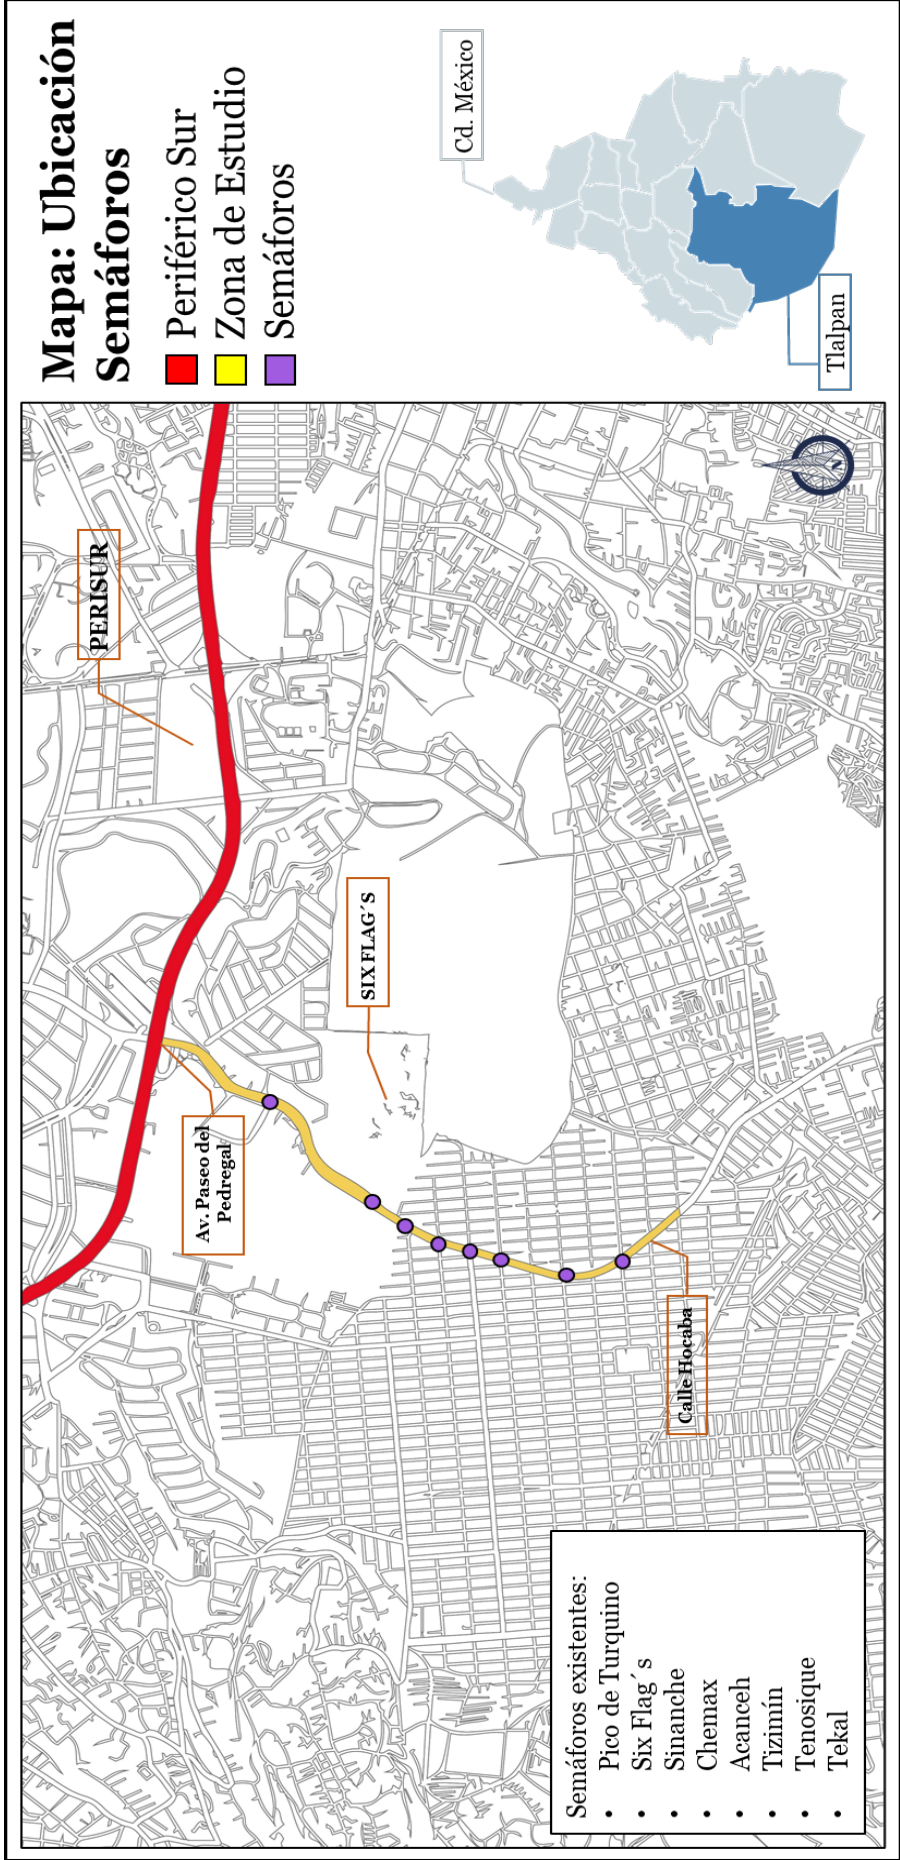 Mapa: Ubicación
Semáforos
Periférico Sur
Zona de Estudio
Semáforos
Cd. México
Tlalpan
PERISUR
SIX FLAG´S
Av. Paseo del
Pedregal
Calle Hocaba
N
Semáforos existentes:
• Pico de Turquino
• Six Flag´s
• Sinanche
• Chemax
• Acanceh
• Tizimín
• Tenosique
• Tekal